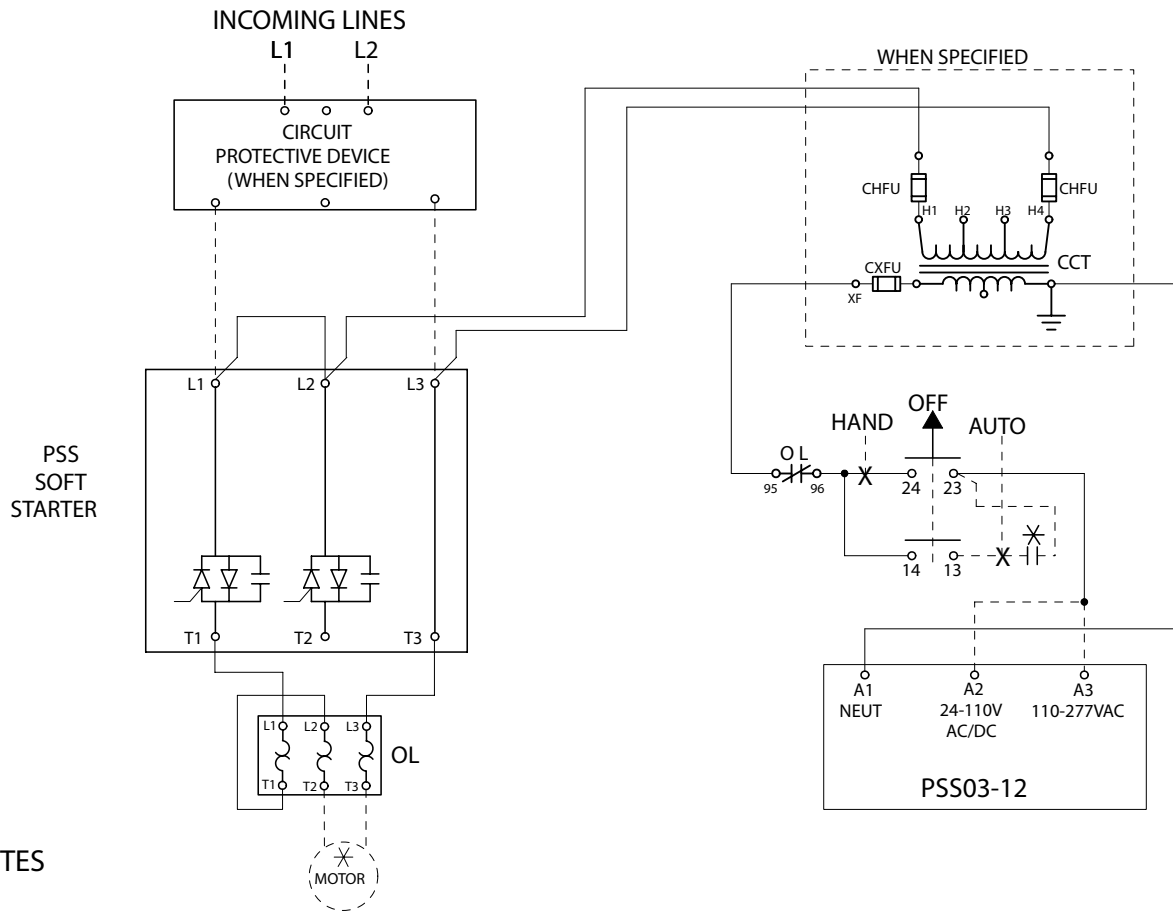 INCOMING LINES
L1 L2
CIRCUIT
PROTECTIVE DEVICE
(WHEN SPECIFIED)
PSS
SOFT
STARTER
L1 L2 L3
T1 T2 T3
L1 L2 L3
OL
T1 T2 T3
MOTOR
TES
WHEN SPECIFIED
CHFU CHFU
H1 H2 H3 H4
CCT
CXFU
XF
HAND OFF AUTO
O L
95 96 24 23
14 13
A1 A2 A3
NEUT 24-110V 110-277VAC
AC/DC
PSS03-12